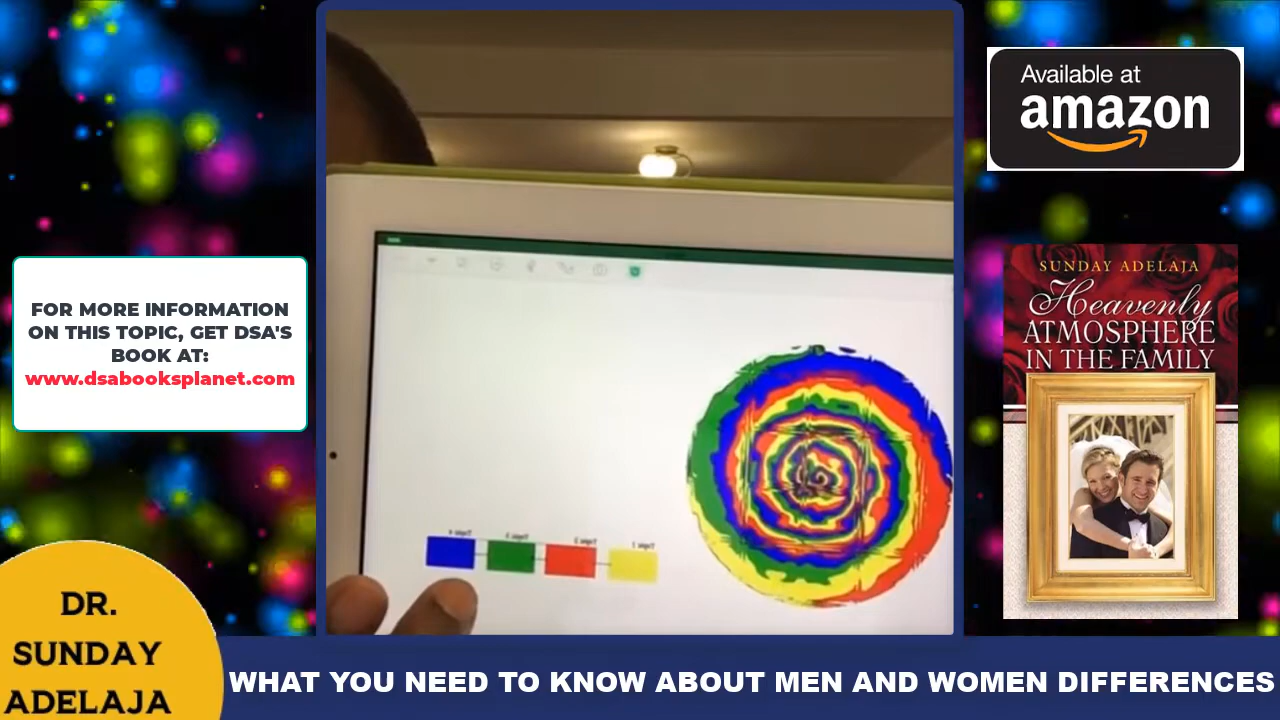 Available at
amazon
SUNDAY ADELAJA
Heavenly
ATMOSPHERE
IN THE FAMILY
FOR MORE INFORMATION
ON THIS TOPIC, GET DSA'S
BOOK AT:
www.dsabooksplanet.com
DR.
SUNDAY
ADELAJA
WHAT YOU NEED TO KNOW ABOUT MEN AND WOMEN DIFFERENCES